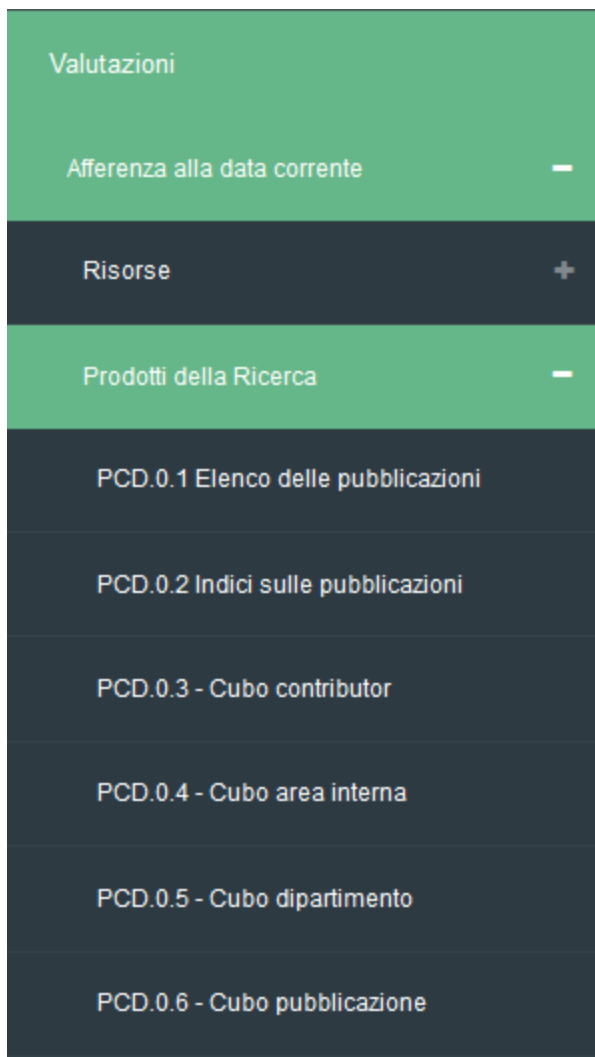 Valutazioni
Afferenza alla data corrente
Risorse
Prodotti della Ricerca
PCD.0.1 Elenco delle pubblicazioni
PCD.0.2 Indici sulle pubblicazioni
PCD.0.3 - Cubo contributor
PCD.0.4 - Cubo area interna
PCD.0.5 - Cubo dipartimento
PCD.0.6 - Cubo pubblicazione